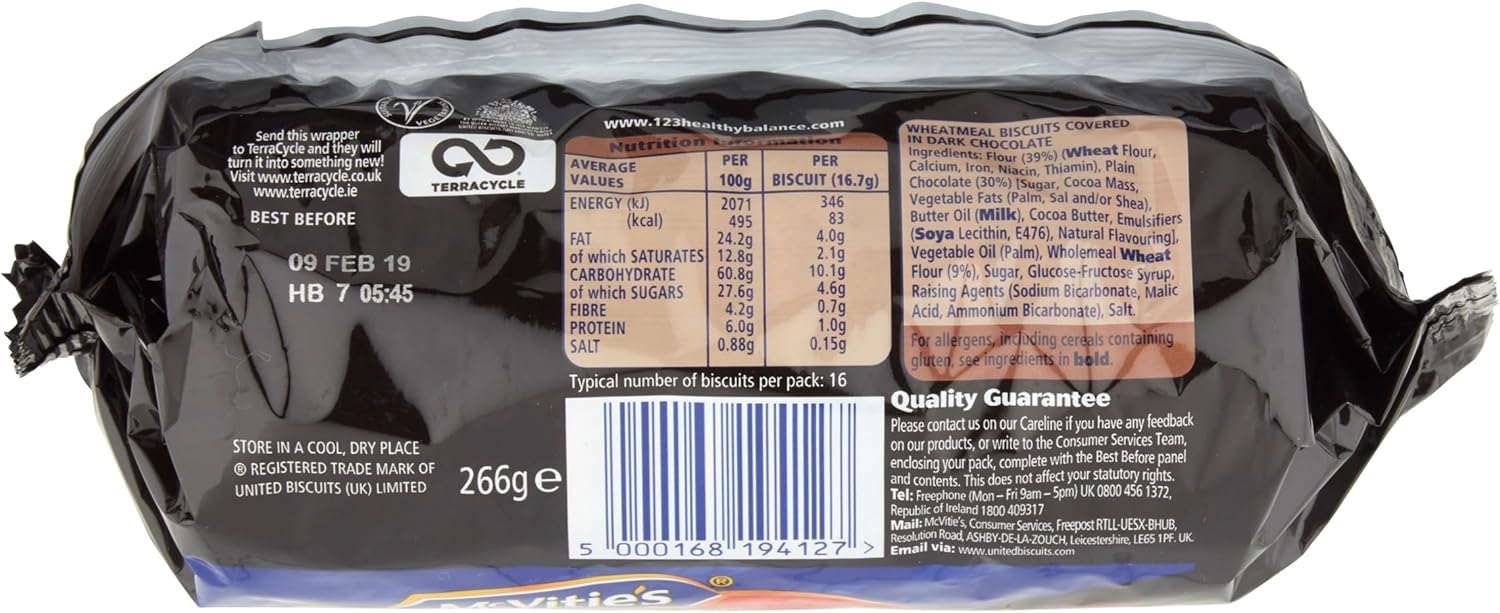 Send this wrapper
to TerraCycle and they will
turn it into something new!
Visit www.terracycle.co.uk
www.terracycle.ie
TERRACYCLE
BEST BEFORE
09 FEB 19
HB 7 05:45
STORE IN A COOL, DRY PLACE
® REGISTERED TRADE MARK OF
UNITED BISCUITS (UK) LIMITED
266g e
www.123healthybalance.com
Nutrition Information
AVERAGE VALUES PER 100g PER BISCUIT (16.7g)
ENERGY (kJ) 2071 346
(kcal) 495 83
FAT 24.2g 4.0g
of which SATURATES 12.8g 2.1g
CARBOHYDRATE 60.8g 10.1g
of which SUGARS 27.6g 4.6g
FIBRE 4.2g 0.7g
PROTEIN 6.0g 1.0g
SALT 0.88g 0.15g
Typical number of biscuits per pack: 16
5 000168 194127 >
WHEATMEAL BISCUITS COVERED
IN DARK CHOCOLATE
Ingredients: Flour (39%) (Wheat Flour,
Calcium, Iron, Niacin, Thiamin), Plain
Chocolate (30%) [Sugar, Cocoa Mass,
Vegetable Fats (Palm, Sal and/or Shea),
Butter Oil (Milk), Cocoa Butter, Emulsifiers
(Soya Lecithin, E476), Natural Flavouring],
Vegetable Oil (Palm), Wholemeal Wheat
Flour (9%), Sugar, Glucose-Fructose Syrup,
Raising Agents (Sodium Bicarbonate, Malic
Acid, Ammonium Bicarbonate), Salt.
For allergens, including cereals containing
gluten, see ingredients in bold.
Quality Guarantee
Please contact us on our Careline if you have any feedback
on our products, or write to the Consumer Services Team,
enclosing your pack, complete with the Best Before panel
and contents. This does not affect your statutory rights.
Tel: Freephone (Mon – Fri 9am – 5pm) UK 0800 456 1372,
Republic of Ireland 1800 409317
Mail: McVitie's, Consumer Services, Freepost RTLL-UESX-BHUB,
Resolution Road, ASHBY-DE-LA-ZOUCH, Leicestershire, LE65 1PF. UK.
Email via: www.unitedbiscuits.com
McVitie's ®